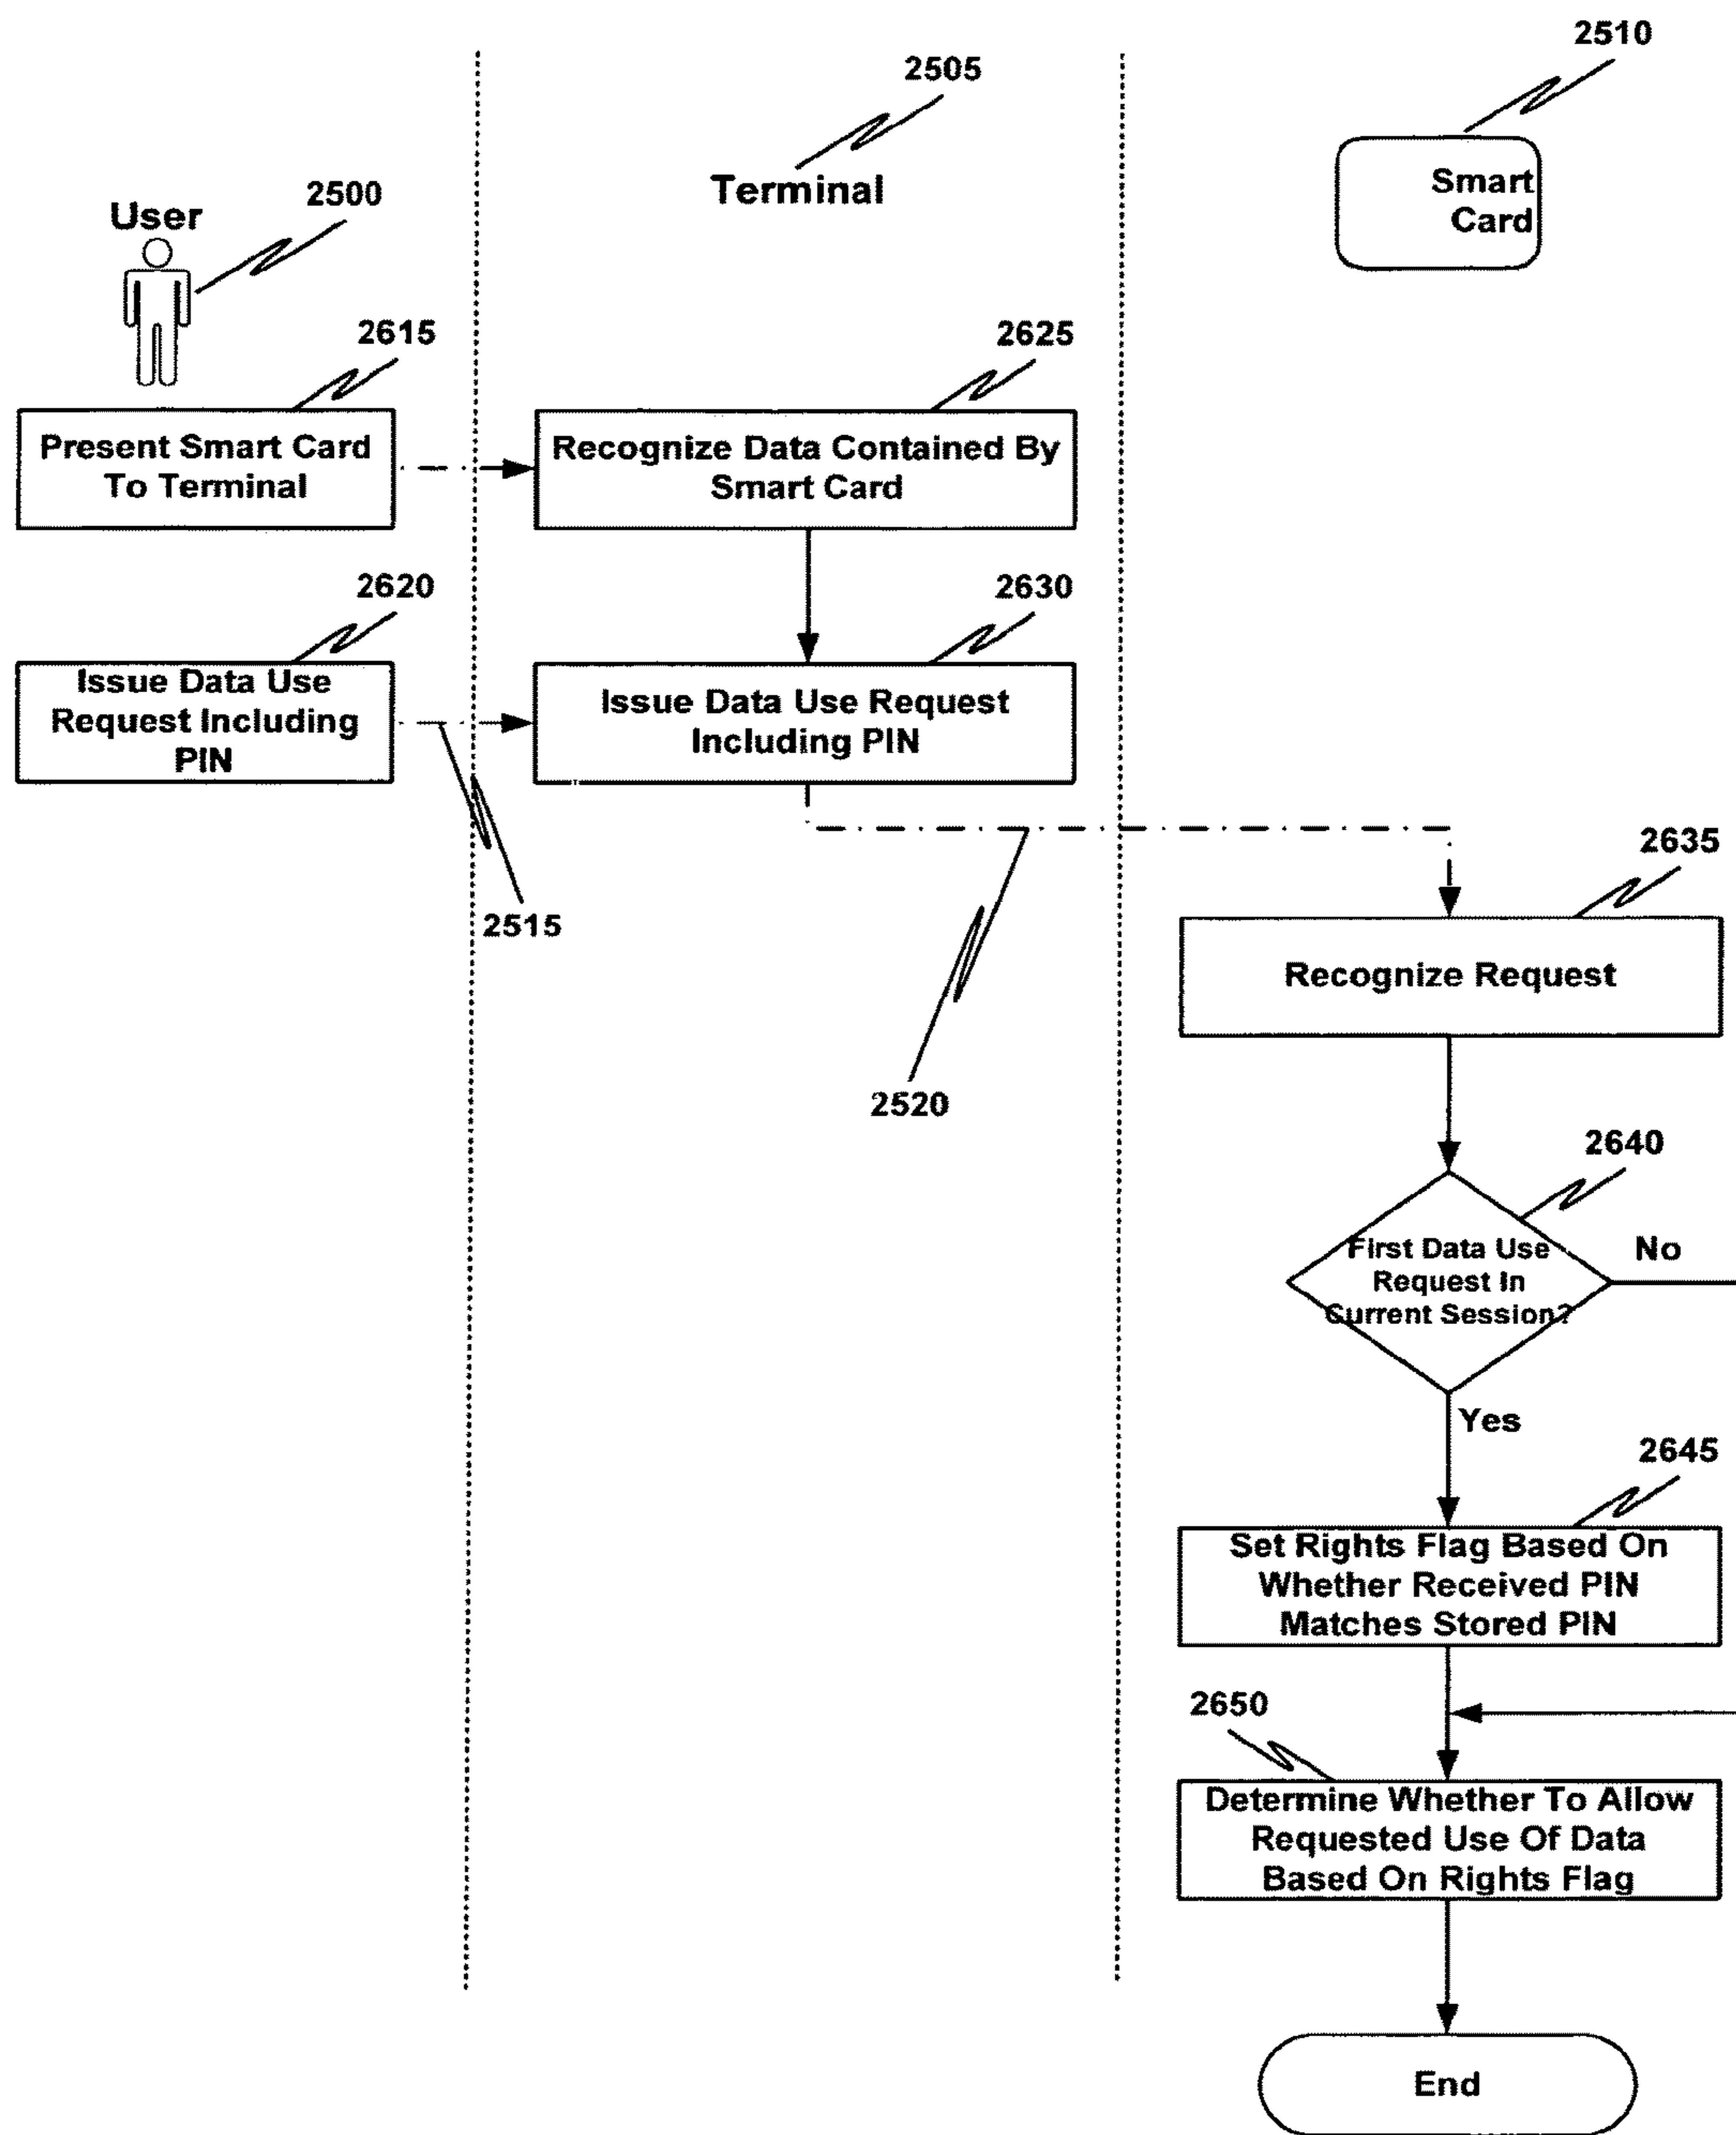 2510
2505
Smart
Card
Terminal
2500
User
2615
2625
Present Smart Card
To Terminal
Recognize Data Contained By
Smart Card
2620
2630
Issue Data Use
Request Including
PIN
Issue Data Use Request
Including PIN
2515
2520
2635
Recognize Request
2640
First Data Use
Request In
Current Session?
No
Yes
2645
Set Rights Flag Based On
Whether Received PIN
Matches Stored PIN
2650
Determine Whether To Allow
Requested Use Of Data
Based On Rights Flag
End